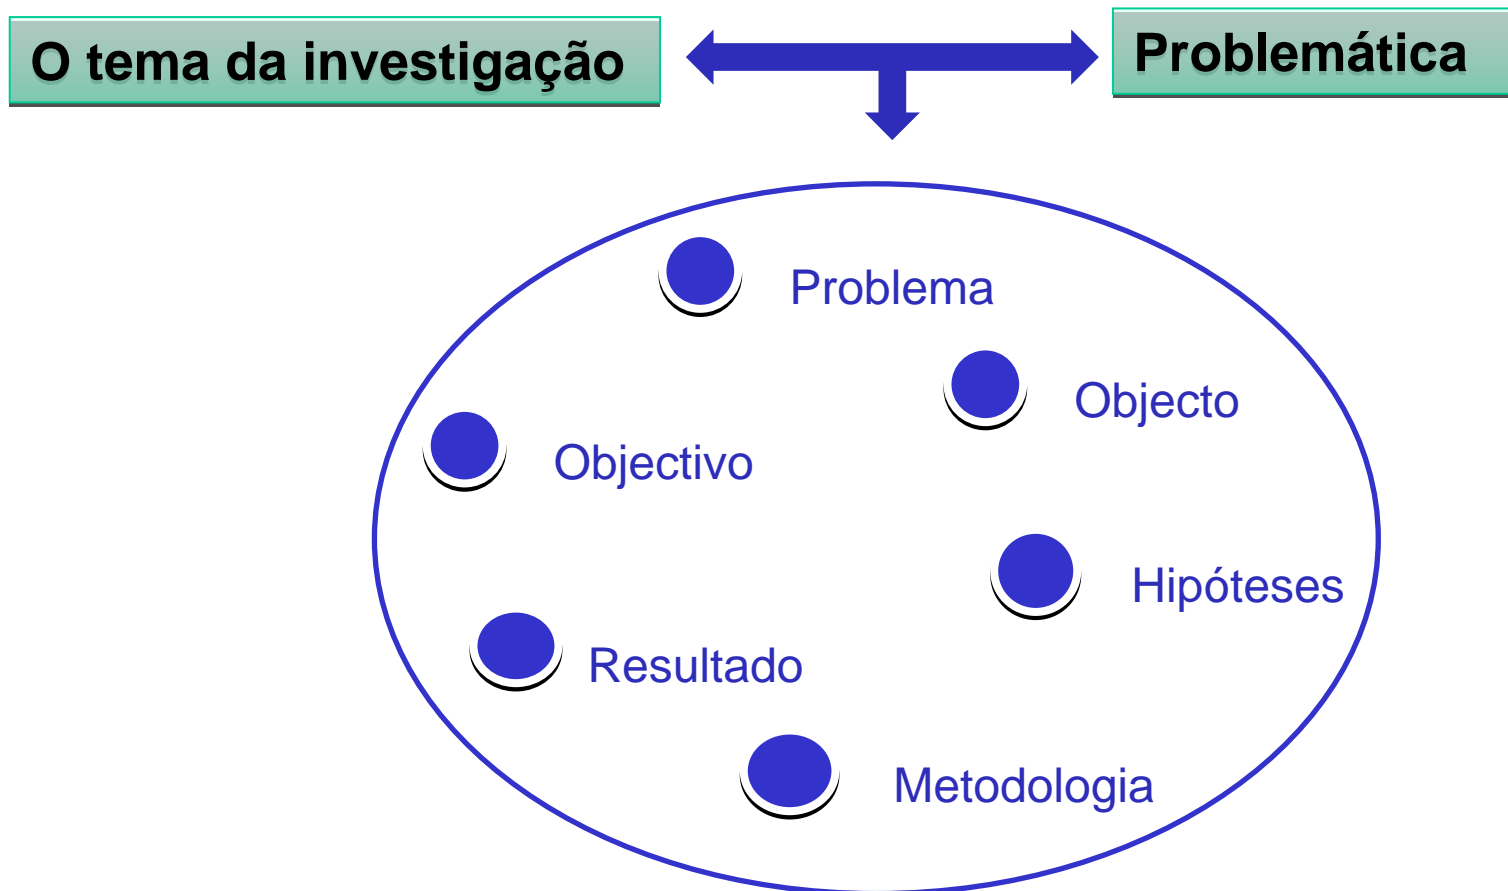 O tema da investigação
Problemática
Problema
Objecto
Objectivo
Hipóteses
Resultado
Metodologia